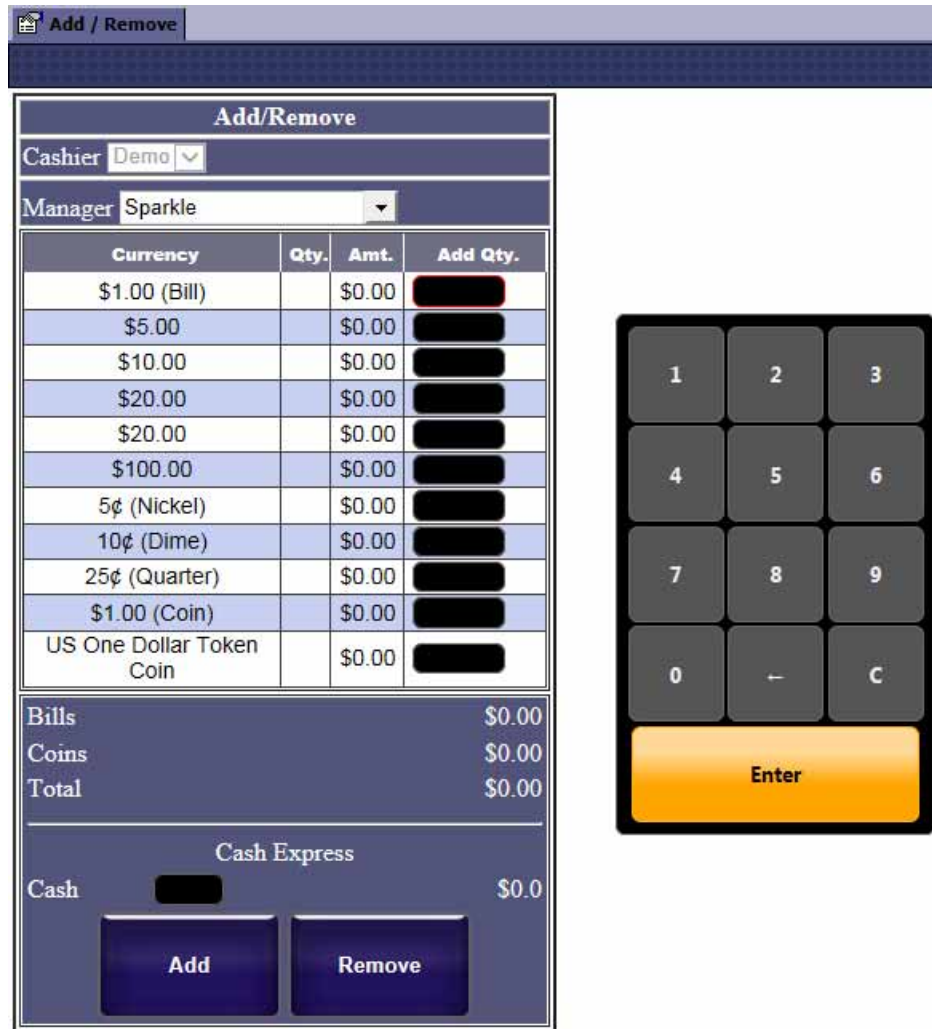 Add / Remove
Add/Remove
Cashier Demo
Manager Sparkle
Currency Qty. Amt. Add Qty.
$1.00 (Bill) $0.00
$5.00 $0.00
$10.00 $0.00
$20.00 $0.00
$20.00 $0.00
$100.00 $0.00
5¢ (Nickel) $0.00
10¢ (Dime) $0.00
25¢ (Quarter) $0.00
$1.00 (Coin) $0.00
US One Dollar Token
Coin $0.00
Bills $0.00
Coins $0.00
Total $0.00
Cash Express
Cash $0.0
Add Remove
1 2 3
4 5 6
7 8 9
0 ← C
Enter